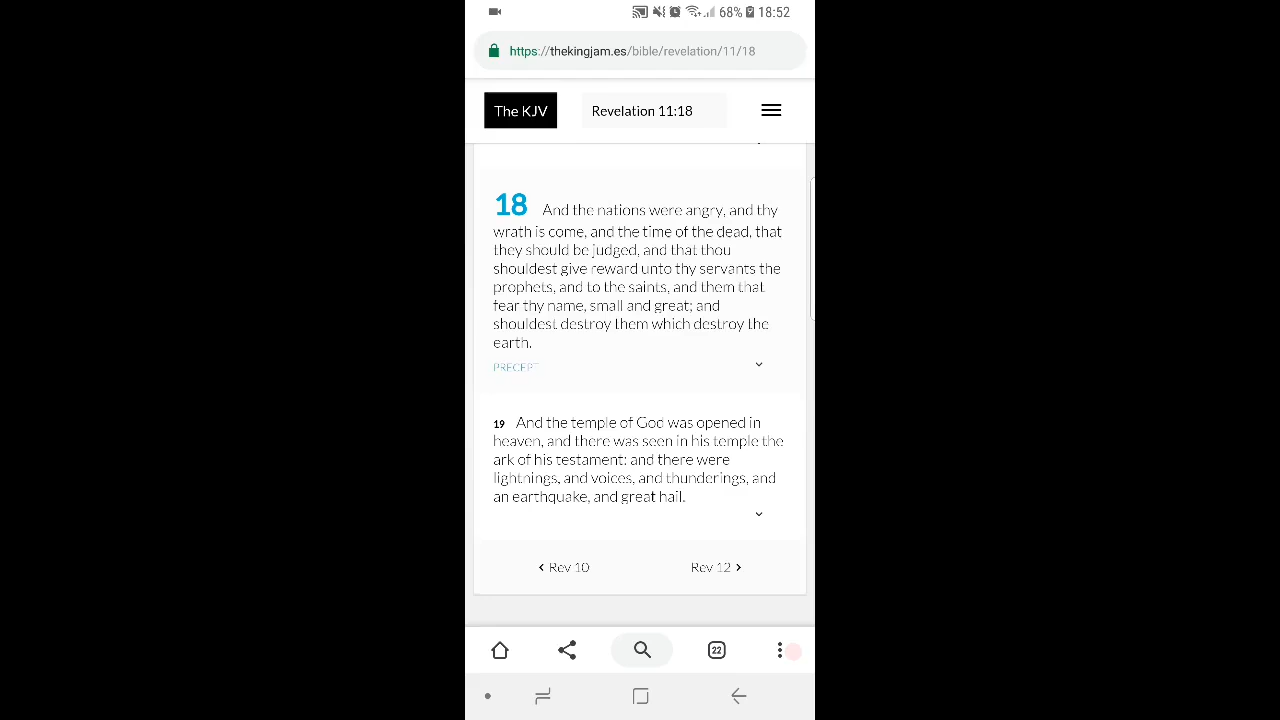 68% 18:52
https://thekingjam.es/bible/revelation/11/18
The KJV Revelation 11:18
18 And the nations were angry, and thy
wrath is come, and the time of the dead, that
they should be judged, and that thou
shouldest give reward unto thy servants the
prophets, and to the saints, and them that
fear thy name, small and great; and
shouldest destroy them which destroy the
earth.
PRECEPT
19 And the temple of God was opened in
heaven, and there was seen in his temple the
ark of his testament: and there were
lightnings, and voices, and thunderings, and
an earthquake, and great hail.
Rev 10 Rev 12
22